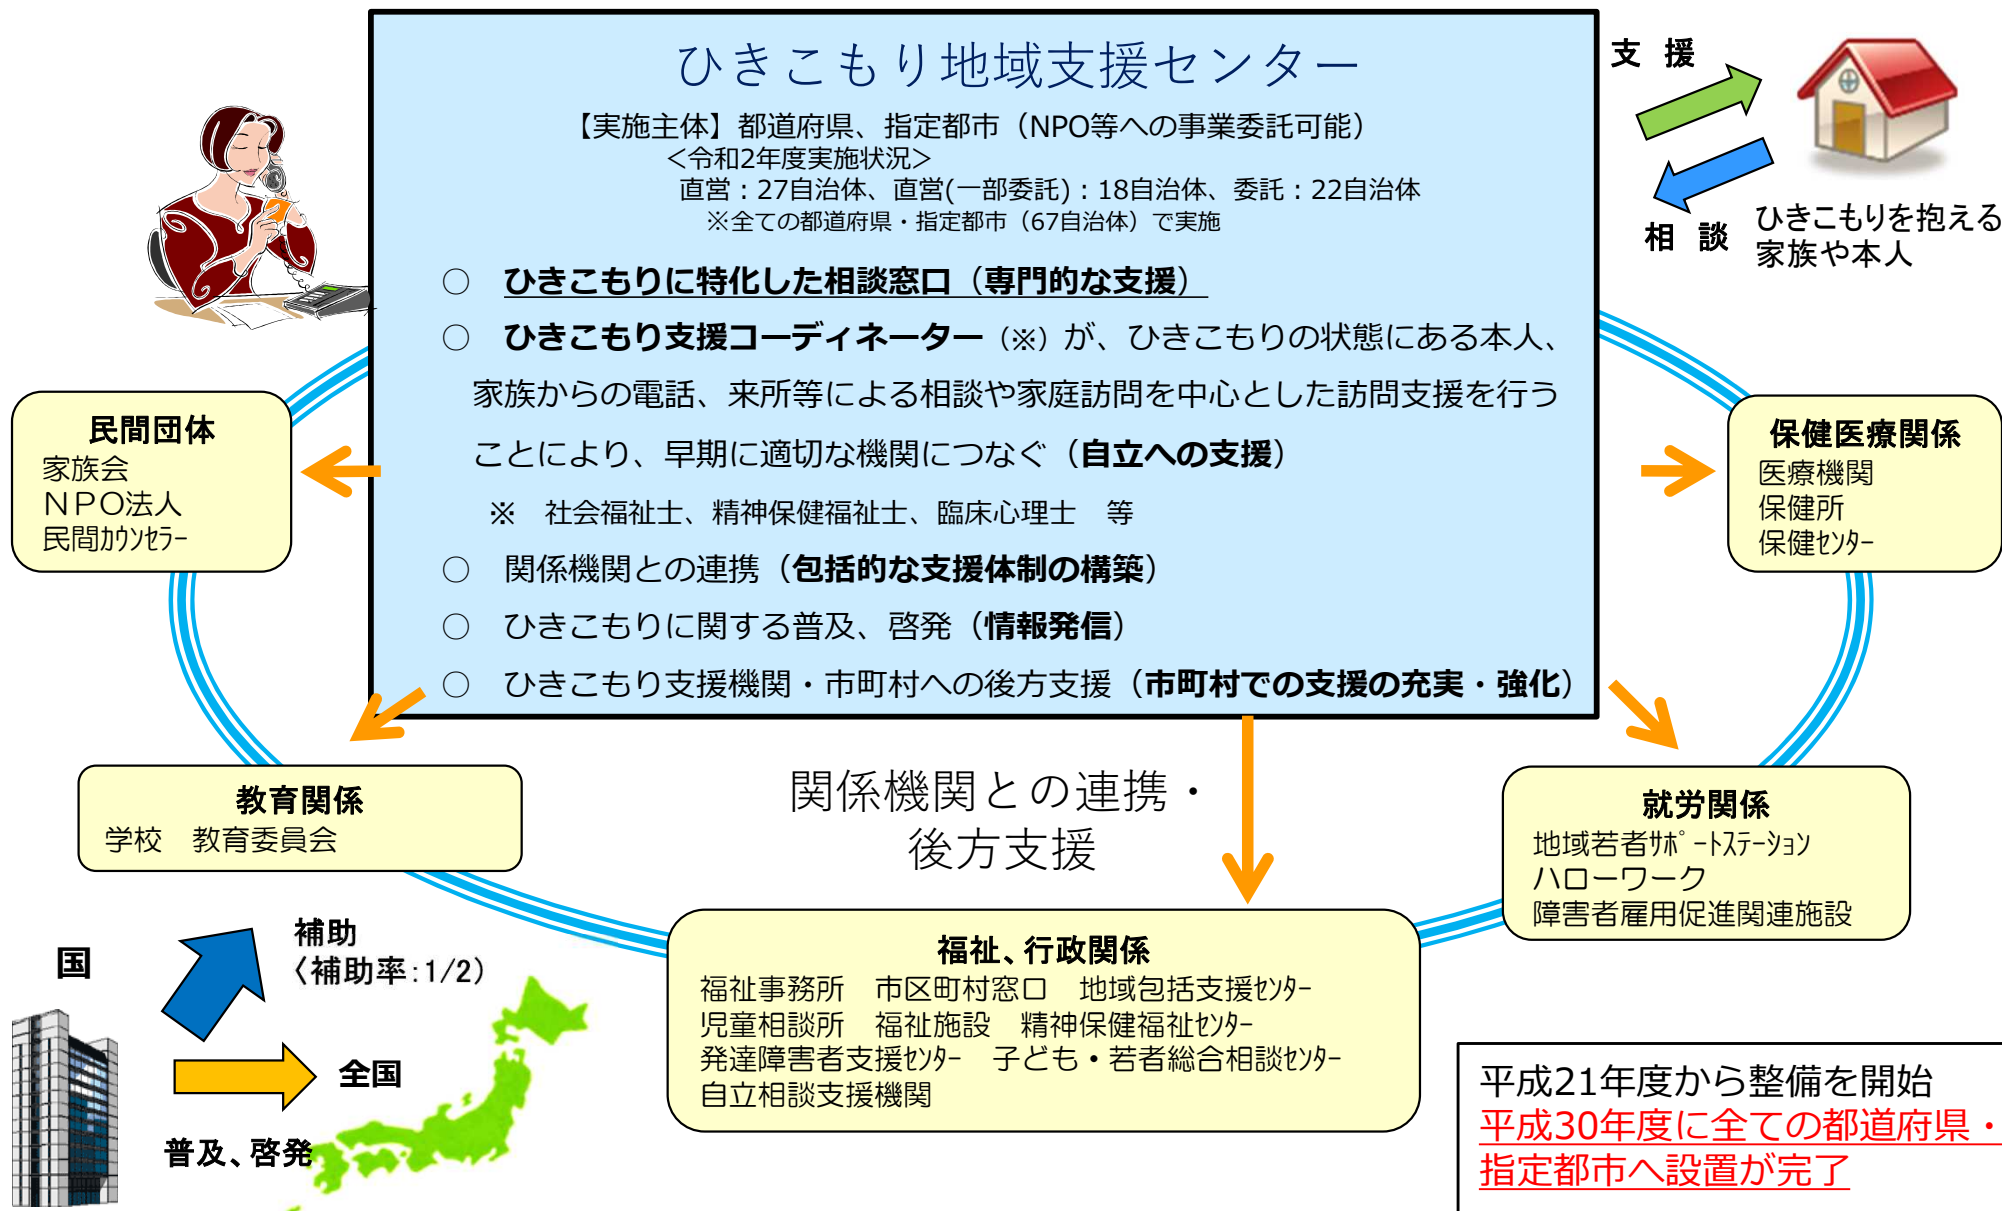 ひきこもり地域支援センター
【実施主体】都道府県、指定都市（NPO等への事業委託可能）
＜令和2年度実施状況＞
直営：27自治体、直営(一部委託)：18自治体、委託：22自治体
※全ての都道府県・指定都市（67自治体）で実施
○　ひきこもりに特化した相談窓口（専門的な支援）
○　ひきこもり支援コーディネーター（※）が、ひきこもりの状態にある本人、
家族からの電話、来所等による相談や家庭訪問を中心とした訪問支援を行う
ことにより、早期に適切な機関につなぐ（自立への支援）
※　社会福祉士、精神保健福祉士、臨床心理士　等
○　関係機関との連携（包括的な支援体制の構築）
○　ひきこもりに関する普及、啓発（情報発信）
○　ひきこもり支援機関・市町村への後方支援（市町村での支援の充実・強化）
支　援
相　談
ひきこもりを抱える
家族や本人
民間団体
家族会
ＮＰＯ法人
民間ｶｳﾝｾﾗｰ
保健医療関係
医療機関
保健所
保健ｾﾝﾀｰ
教育関係
学校　教育委員会
関係機関との連携・
後方支援
就労関係
地域若者ｻﾎﾟｰﾄｽﾃｰｼｮﾝ
ハローワーク
障害者雇用促進関連施設
福祉、行政関係
福祉事務所　市区町村窓口　地域包括支援ｾﾝﾀｰ
児童相談所　福祉施設　精神保健福祉ｾﾝﾀｰ
発達障害者支援ｾﾝﾀｰ　子ども・若者総合相談ｾﾝﾀｰ
自立相談支援機関
国
補助
〈補助率：1/2）
全国
普及、啓発
平成21年度から整備を開始
平成30年度に全ての都道府県・
指定都市へ設置が完了